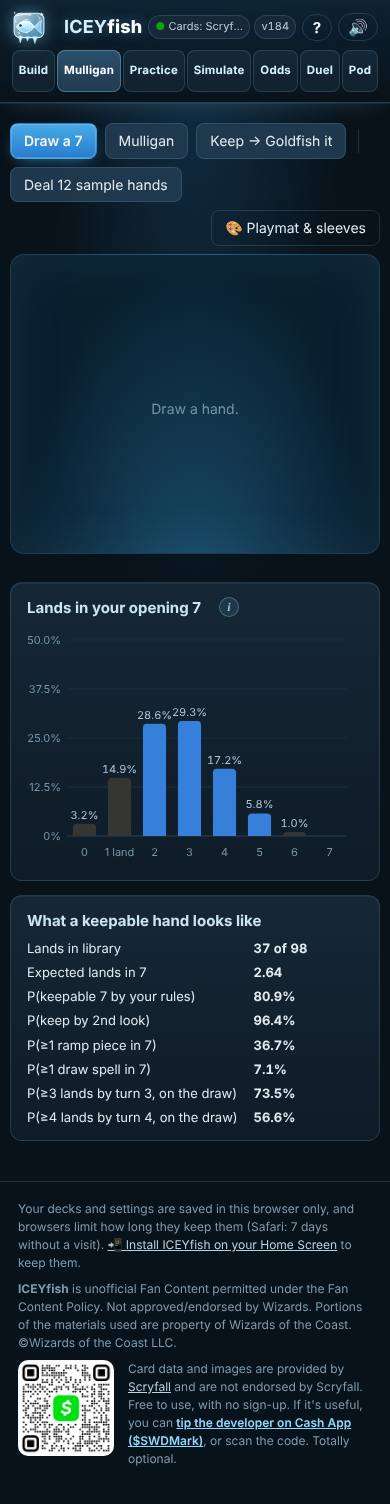 ICEYfish
Cards: Scryf...
v184
?
Build
Mulligan
Practice
Simulate
Odds
Duel
Pod
Draw a 7
Mulligan
Keep → Goldfish it
Deal 12 sample hands
Playmat & sleeves
Draw a hand.
Lands in your opening 7 i
50.0%
37.5%
25.0%
12.5%
0%
3.2%
14.9%
28.6%
29.3%
17.2%
5.8%
1.0%
0 1 land 2 3 4 5 6 7
What a keepable hand looks like
Lands in library 37 of 98
Expected lands in 7 2.64
P(keepable 7 by your rules) 80.9%
P(keep by 2nd look) 96.4%
P(≥1 ramp piece in 7) 36.7%
P(≥1 draw spell in 7) 7.1%
P(≥3 lands by turn 3, on the draw) 73.5%
P(≥4 lands by turn 4, on the draw) 56.6%
Your decks and settings are saved in this browser only, and
browsers limit how long they keep them (Safari: 7 days
without a visit). 📲 Install ICEYfish on your Home Screen to
keep them.
ICEYfish is unofficial Fan Content permitted under the Fan
Content Policy. Not approved/endorsed by Wizards. Portions
of the materials used are property of Wizards of the Coast.
©Wizards of the Coast LLC.
Card data and images are provided by
Scryfall and are not endorsed by Scryfall.
Free to use, with no sign-up. If it's useful,
you can tip the developer on Cash App
($SWDMark), or scan the code. Totally
optional.
$